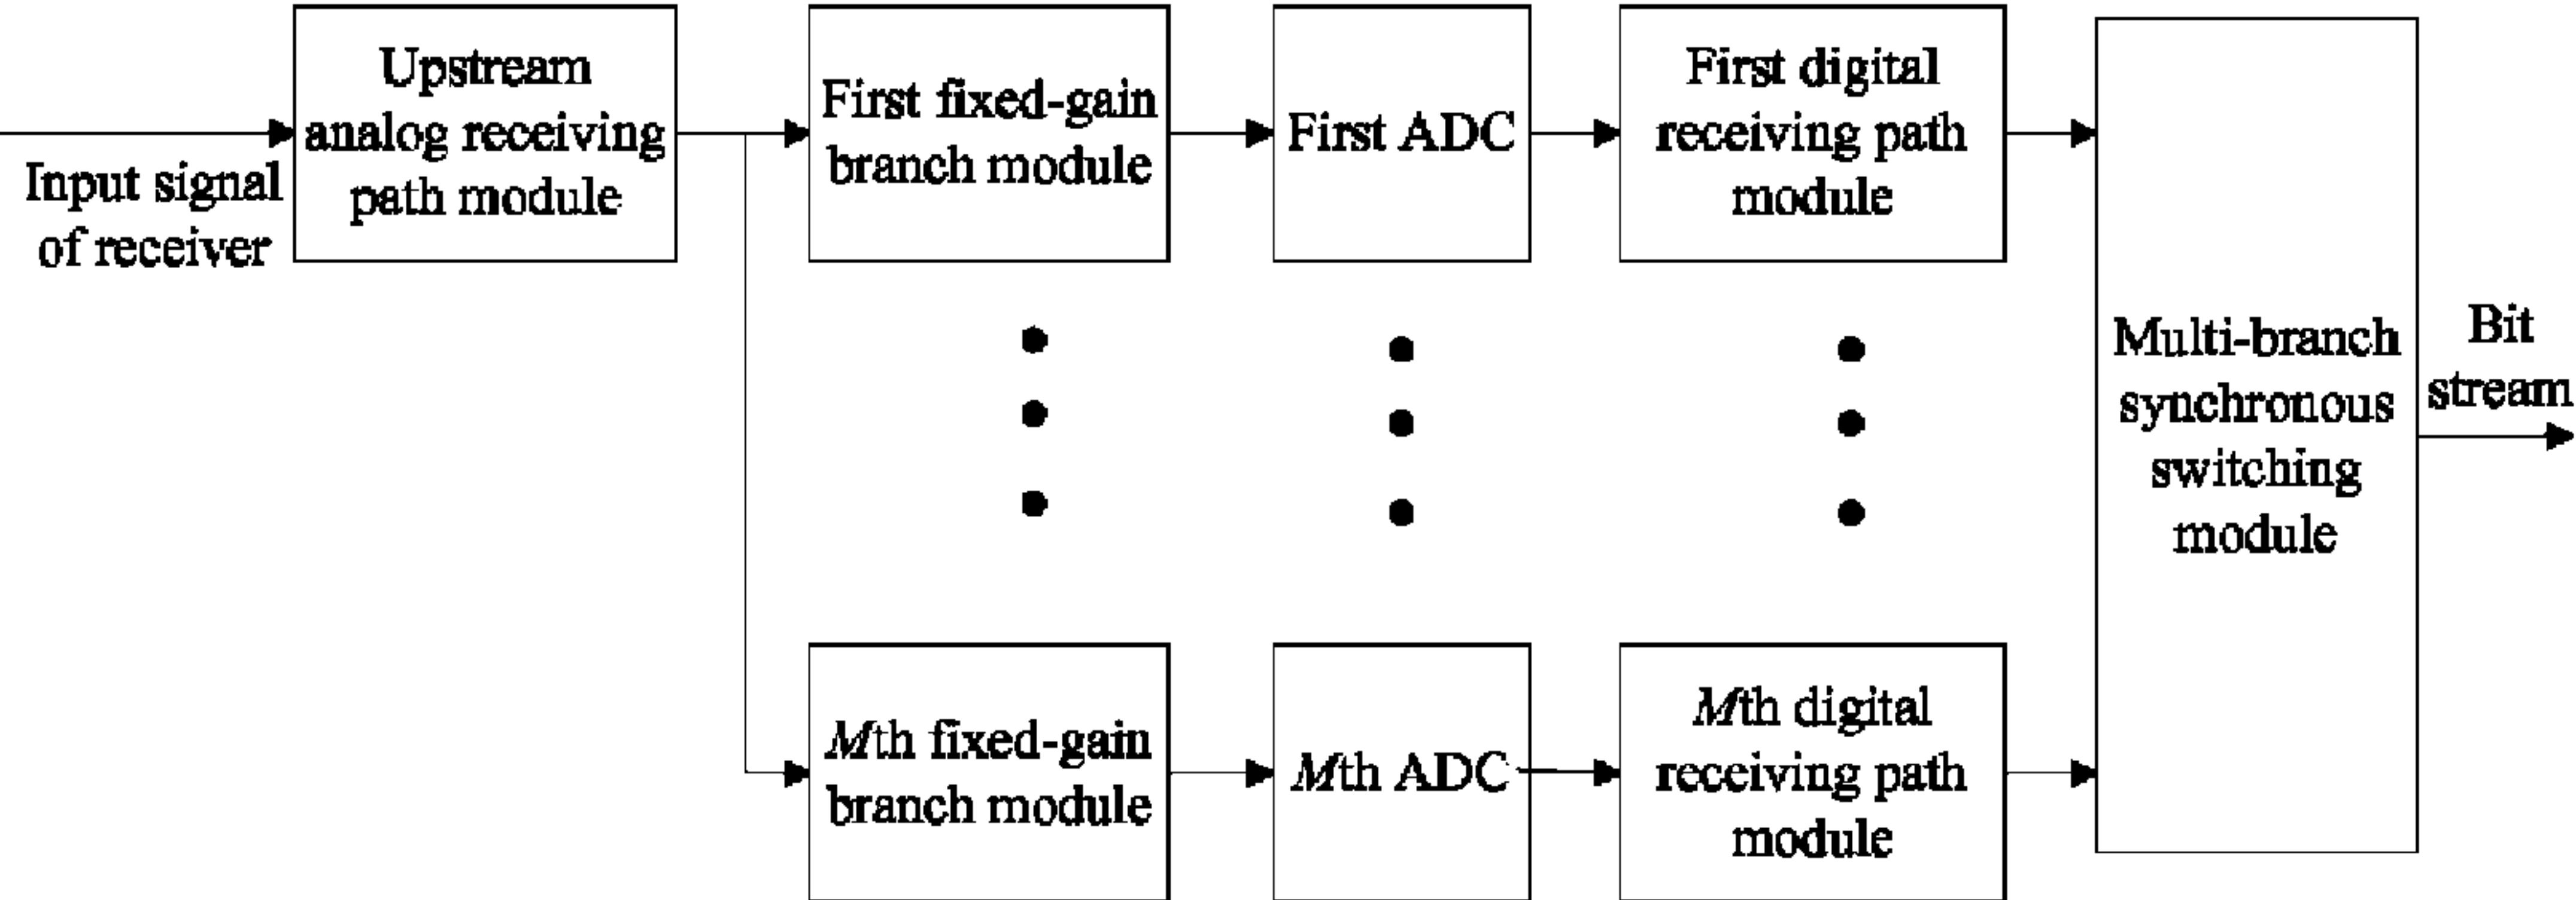 Input signal
of receiver
Upstream
analog receiving
path module
First fixed-gain
branch module
First ADC
First digital
receiving path
module
Mth fixed-gain
branch module
Mth ADC
Mth digital
receiving path
module
Multi-branch
synchronous
switching
module
Bit
stream